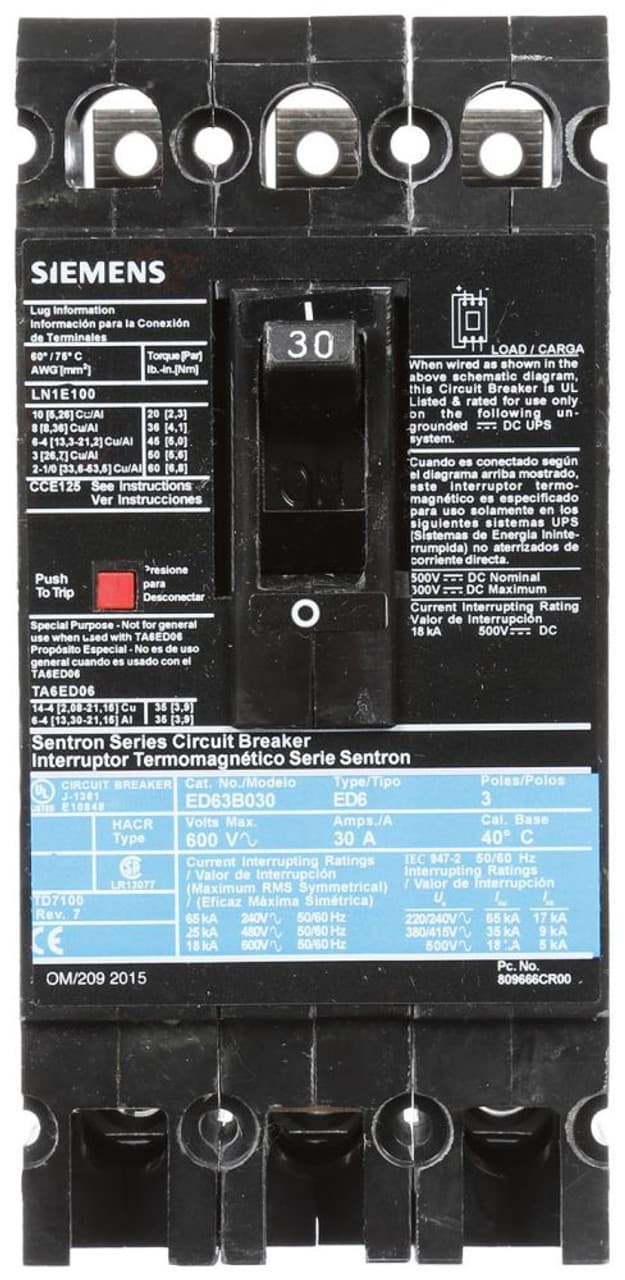 SIEMENS
Lug Information
Información para la Conexión
de Terminales
60° / 75° C
AWG [mm²]
Torque [Par]
lb.-in.[Nm]
LN1E100
10 [5,26] Cu/Al 20 [2,3]
8 [8,36] Cu/Al 36 [4,1]
6-4 [13,3-21,2] Cu/Al 45 [5,0]
3 [26,7] Cu/Al 50 [5,6]
2-1/0 [33,6-53,5] Cu/Al 60 [6,8]
CCE125 See Instructions
Ver Instrucciones
Push
To Trip
Presione
para
Desconectar
Special Purpose - Not for general
use when used with TA6ED06
Propósito Especial - No es de uso
general cuando es usado con el
TA6ED06
TA6ED06
14-4 [2,08-21,15] Cu 35 [3,9]
6-4 [13,30-21,15] Al 35 [3,9]
30
ON
O
LOAD / CARGA
When wired as shown in the
above schematic diagram,
this Circuit Breaker is UL
Listed & rated for use only
on the following un-
grounded DC UPS
system.
Cuando es conectado según
el diagrama arriba mostrado,
este interruptor termo-
magnético es especificado
para uso solamente en los
siguientes sistemas UPS
[Sistemas de Energia Ininte-
rrumpida) no aterrizados de
corriente directa.
500V DC Nominal
300V DC Maximum
Current Interrupting Rating
Valor de Interrupción
18 kA 500V DC
Sentron Series Circuit Breaker
Interruptor Termomagnético Serie Sentron
UL
LISTED
CIRCUIT BREAKER
J-1361
E10848
HACR
Type
LR13077
TD7100
Rev. 7
CE
Cat. No./Modelo
ED63B030
Type/Tipo
ED6
Poles/Polos
3
Volts Max.
600 V∿
Amps./A
30 A
Cal. Base
40° C
Current Interrupting Ratings
/ Valor de Interrupción
(Maximum RMS Symmetrical)
/ (Eficaz Máxima Simétrica)
65 kA 240V∿ 50/60 Hz
25 kA 480V∿ 50/60 Hz
18 kA 600V∿ 50/60 Hz
IEC 947-2 50/60 Hz
Interrupting Ratings
/ Valor de Interrupción
220/240V∿ 65 kA 17 kA
380/415V∿ 35 kA 9 kA
500V∿ 18 kA 5 kA
OM/209 2015
Pc. No.
809666CR00